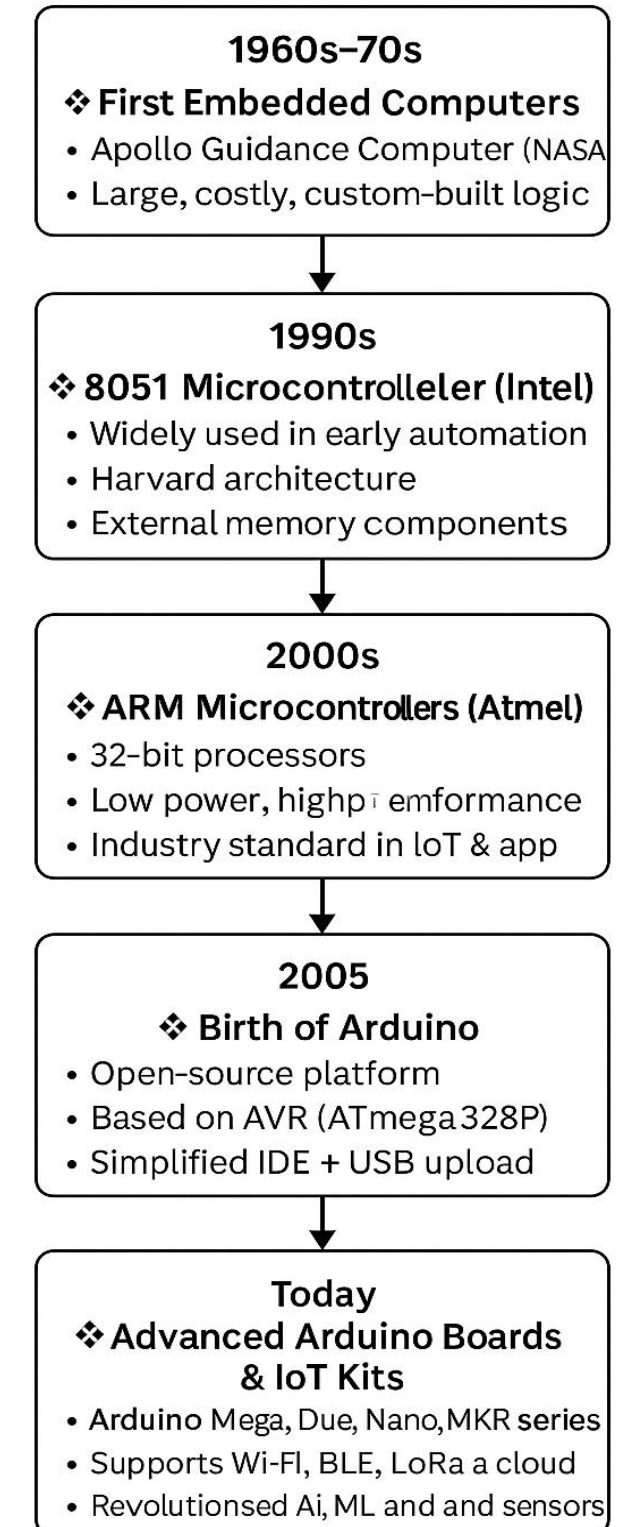 1960s–70s
❖ First Embedded Computers
• Apollo Guidance Computer (NASA
• Large, costly, custom-built logic
1990s
❖ 8051 Microcontrolleler (Intel)
• Widely used in early automation
• Harvard architecture
• External memory components
2000s
❖ ARM Microcontrollers (Atmel)
• 32-bit processors
• Low power, highp emformance
• Industry standard in loT & app
2005
❖ Birth of Arduino
• Open-source platform
• Based on AVR (ATmega328P)
• Simplified IDE + USB upload
Today
❖ Advanced Arduino Boards
& IoT Kits
• Arduino Mega, Due, Nano, MKR series
• Supports Wi-Fl, BLE, LoRa a cloud
• Revolutionsed Ai, ML and and sensors